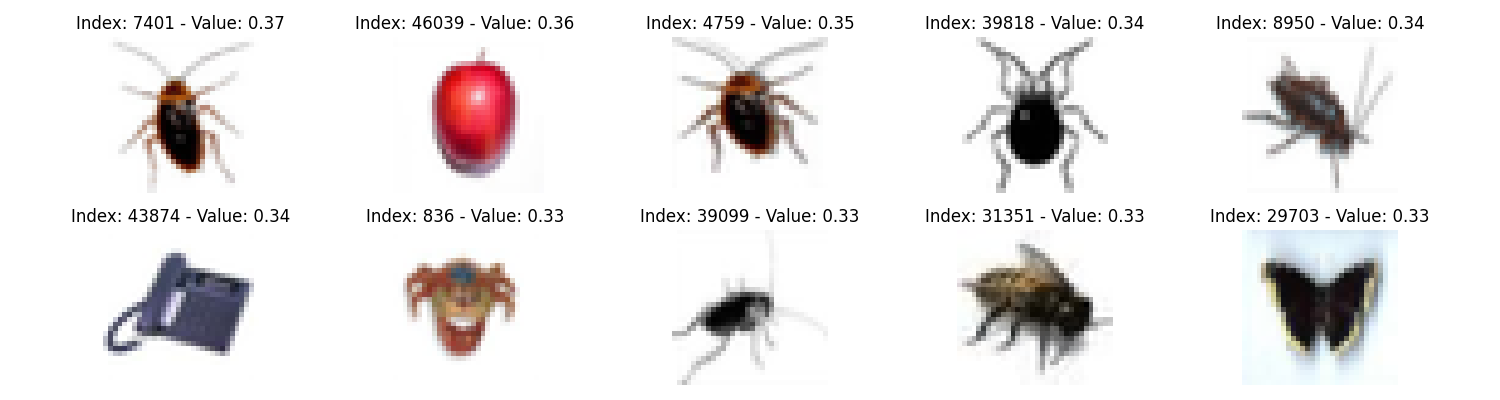 Index: 7401 - Value: 0.37
Index: 46039 - Value: 0.36
Index: 4759 - Value: 0.35
Index: 39818 - Value: 0.34
Index: 8950 - Value: 0.34
Index: 43874 - Value: 0.34
Index: 836 - Value: 0.33
Index: 39099 - Value: 0.33
Index: 31351 - Value: 0.33
Index: 29703 - Value: 0.33